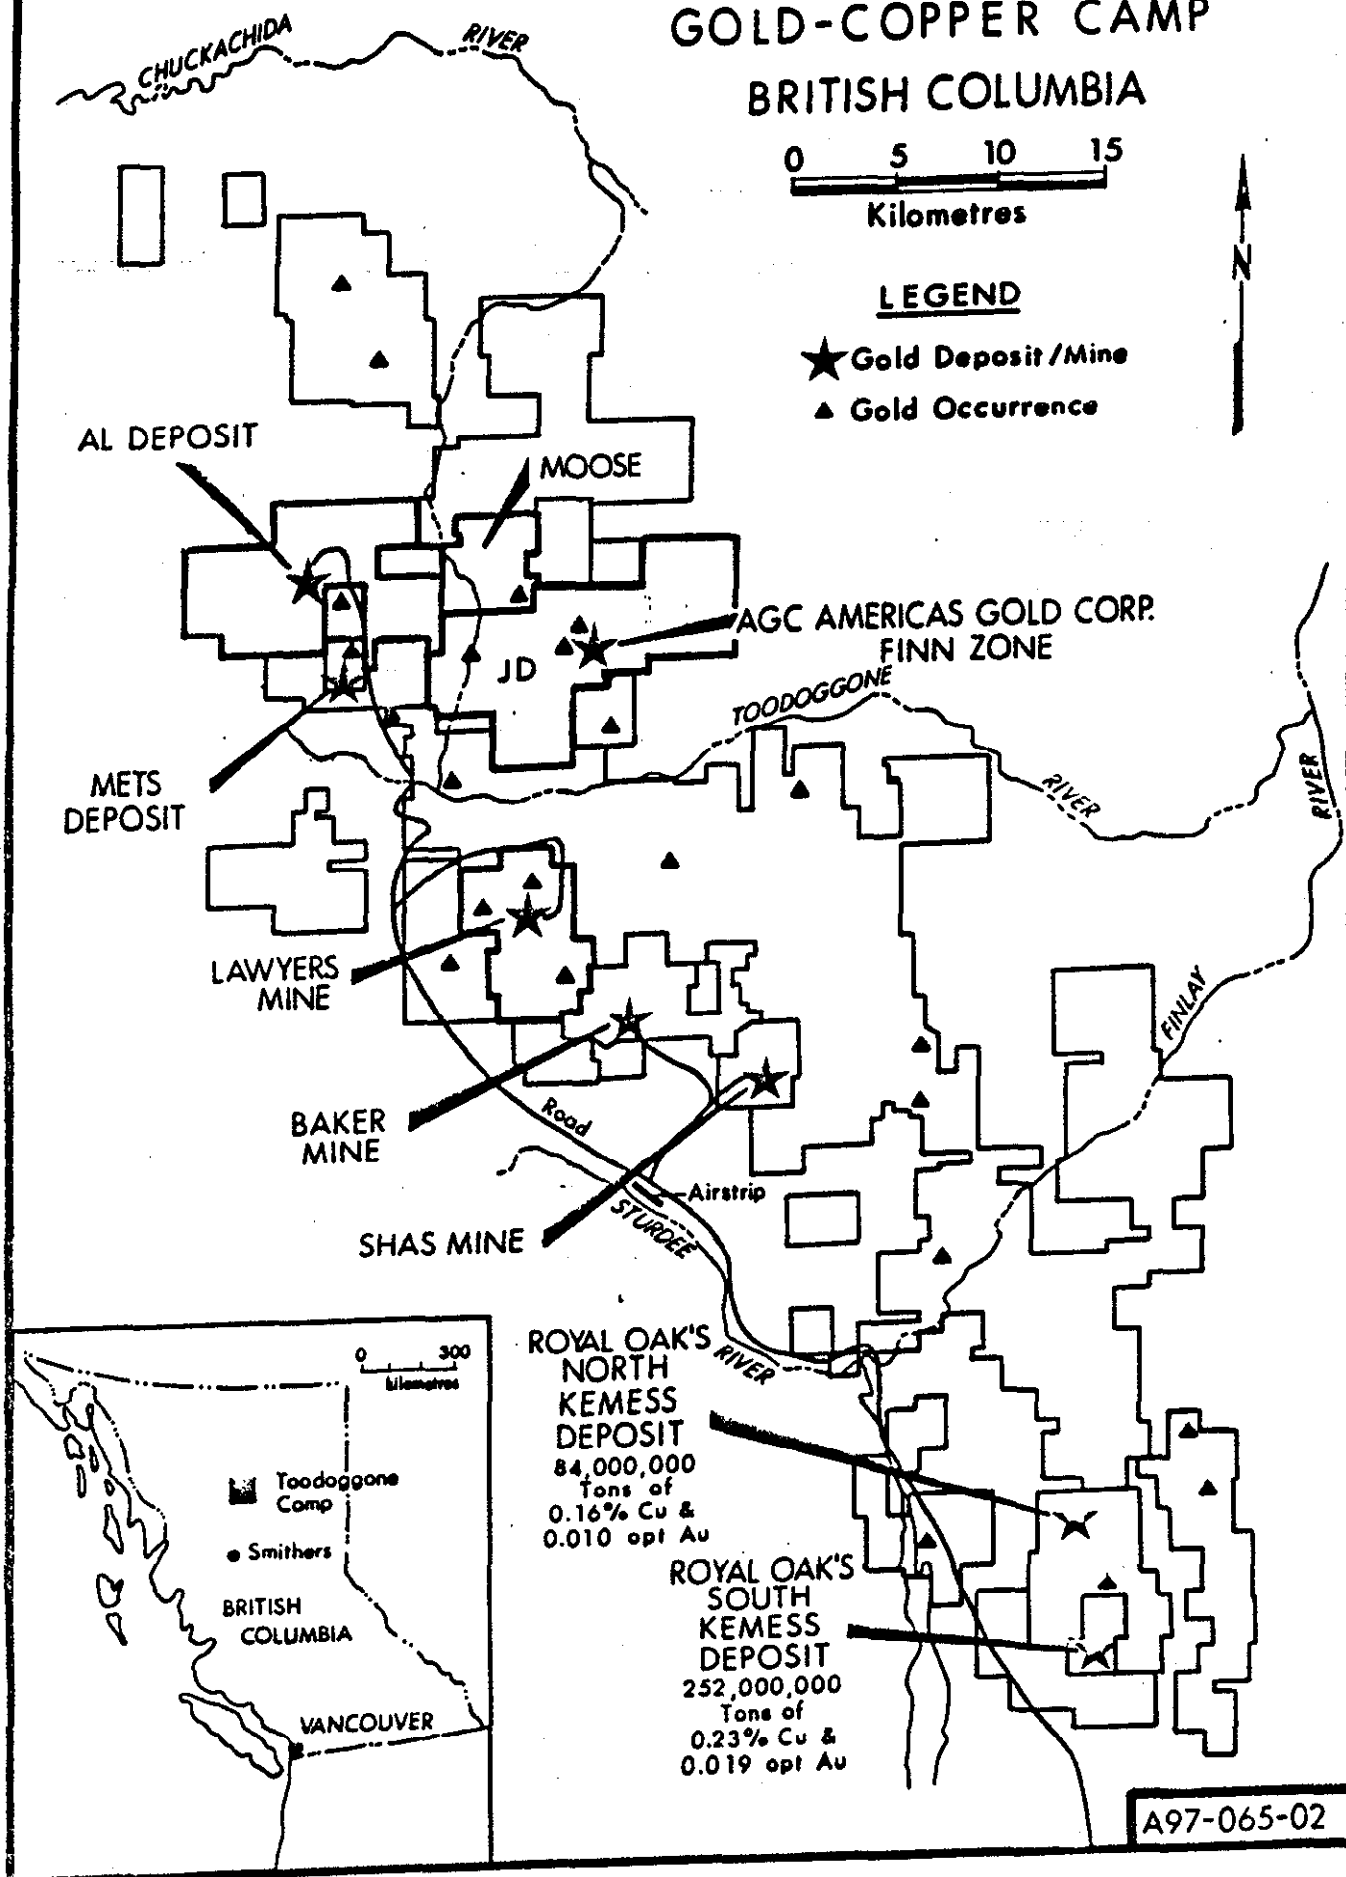 GOLD-COPPER CAMP
BRITISH COLUMBIA
0 5 10 15
Kilometres
N
LEGEND
Gold Deposit/Mine
Gold Occurrence
CHUCKACHIDA RIVER
AL DEPOSIT
MOOSE
AGC AMERICAS GOLD CORP.
FINN ZONE
JD
TOODOGGONE RIVER
METS
DEPOSIT
RIVER
FINLAY
LAWYERS
MINE
BAKER
MINE
Road
Airstrip
SHAS MINE
STURDEE
RIVER
ROYAL OAK'S
NORTH
KEMESS
DEPOSIT
84,000,000
Tons of
0.16% Cu &
0.010 opt Au
ROYAL OAK'S
SOUTH
KEMESS
DEPOSIT
252,000,000
Tons of
0.23% Cu &
0.019 opt Au
0 300
kilometres
Toodoggone
Camp
Smithers
BRITISH
COLUMBIA
VANCOUVER
A97-065-02